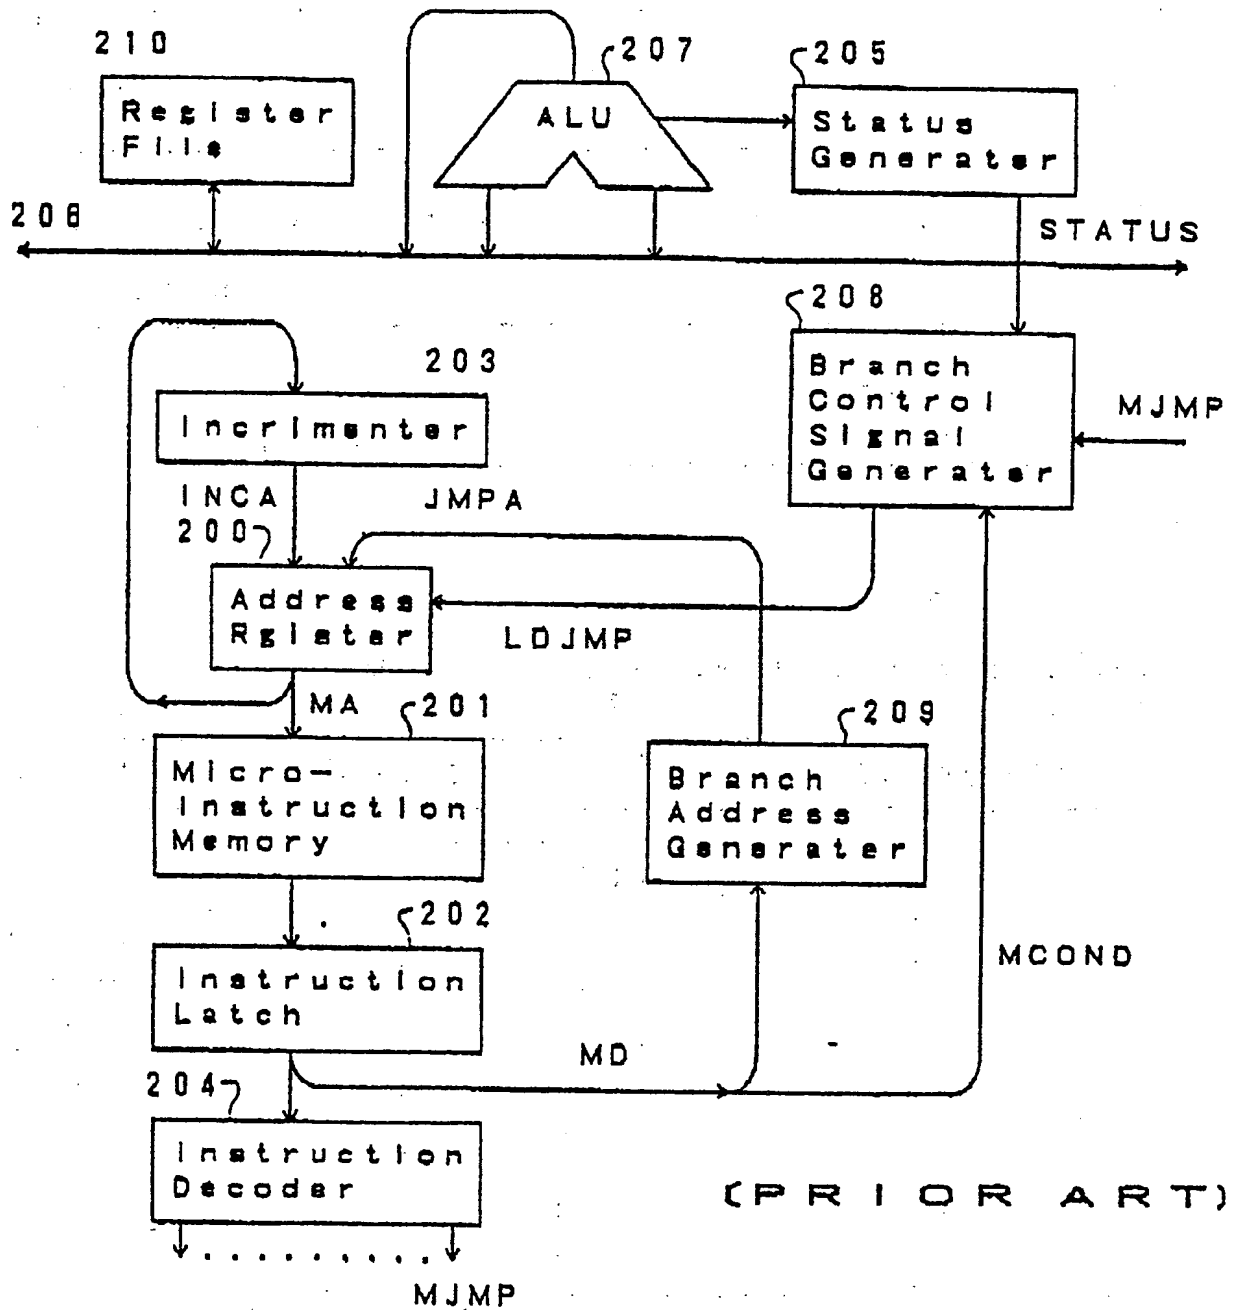 210
207
205
Register
File
ALU
Status
Generater
206
STATUS
208
203
Branch
Control
Signal
Generater
MJMP
Incrimenter
INCA
JMPA
200
Address
Rgister
LDJMP
MA
201
209
Micro-
Instruction
Memory
Branch
Address
Generater
202
Instruction
Latch
MCOND
MD
204
Instruction
Decoder
(PRIOR ART)
MJMP